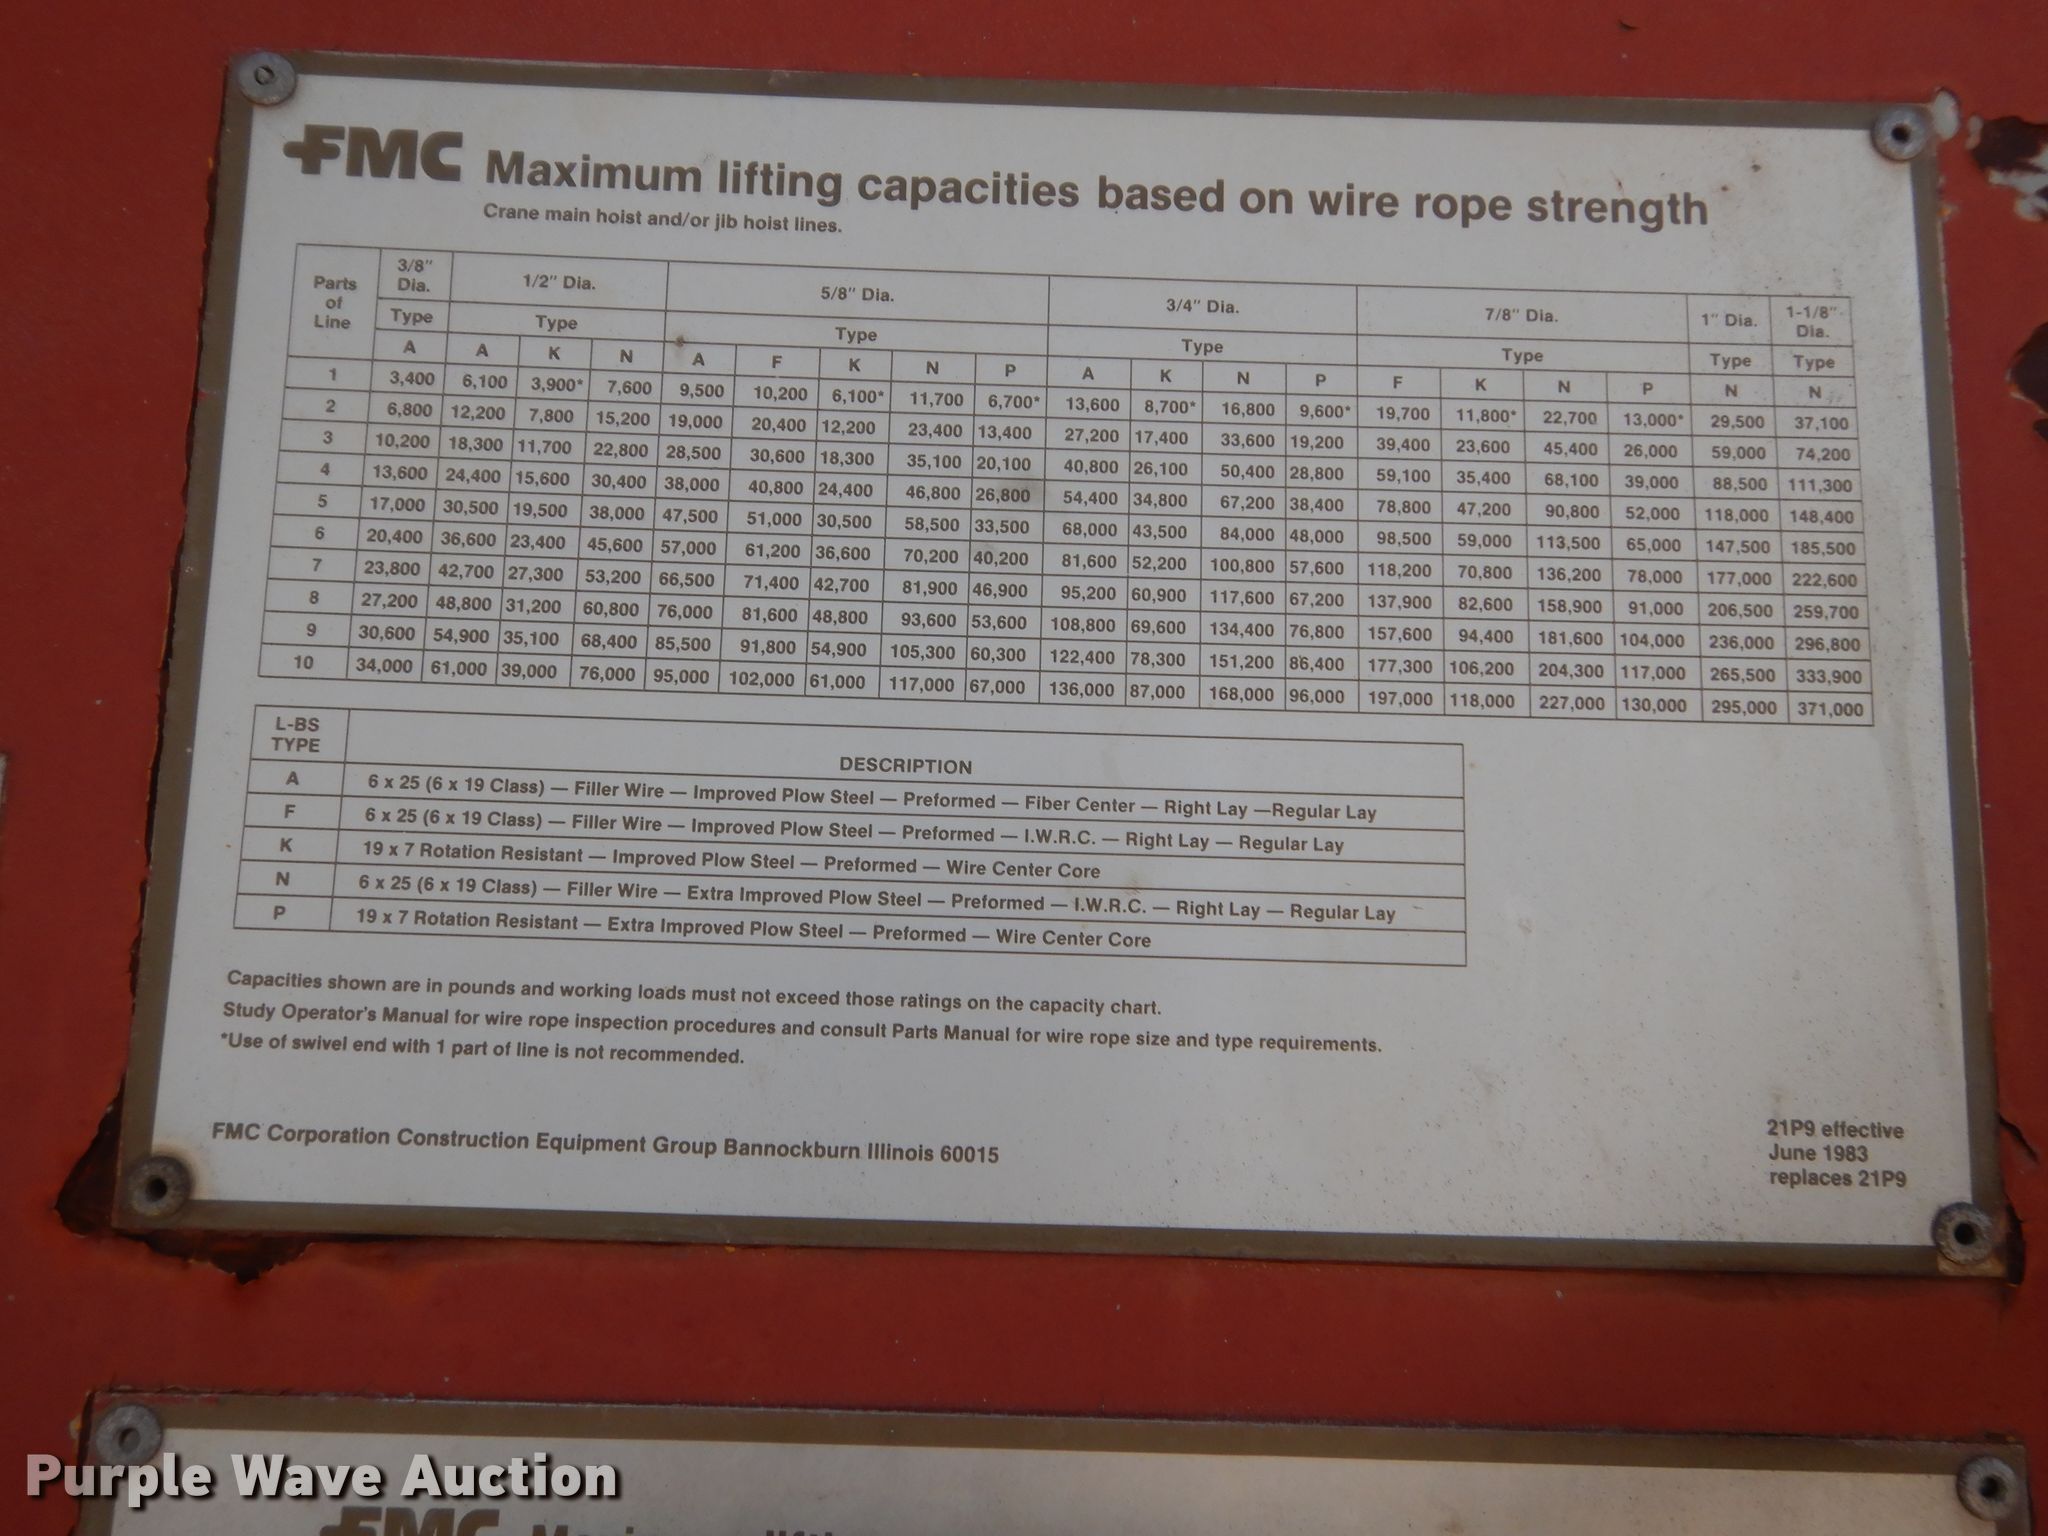 FMC Maximum lifting capacities based on wire rope strength
Crane main hoist and/or jib hoist lines.
Parts of Line | 3/8" Dia. | 1/2" Dia. | 5/8" Dia. | 3/4" Dia. | 7/8" Dia. | 1" Dia. | 1-1/8" Dia.
Type | Type | Type | Type | Type | Type | Type
A | A | K | N | A | F | K | N | P | A | K | N | P | F | K | N | P | N | N
1 | 3,400 | 6,100 | 3,900* | 7,600 | 9,500 | 10,200 | 6,100* | 11,700 | 6,700* | 13,600 | 8,700* | 16,800 | 9,600* | 19,700 | 11,800* | 22,700 | 13,000* | 29,500 | 37,100
2 | 6,800 | 12,200 | 7,800 | 15,200 | 19,000 | 20,400 | 12,200 | 23,400 | 13,400 | 27,200 | 17,400 | 33,600 | 19,200 | 39,400 | 23,600 | 45,400 | 26,000 | 59,000 | 74,200
3 | 10,200 | 18,300 | 11,700 | 22,800 | 28,500 | 30,600 | 18,300 | 35,100 | 20,100 | 40,800 | 26,100 | 50,400 | 28,800 | 59,100 | 35,400 | 68,100 | 39,000 | 88,500 | 111,300
4 | 13,600 | 24,400 | 15,600 | 30,400 | 38,000 | 40,800 | 24,400 | 46,800 | 26,800 | 54,400 | 34,800 | 67,200 | 38,400 | 78,800 | 47,200 | 90,800 | 52,000 | 118,000 | 148,400
5 | 17,000 | 30,500 | 19,500 | 38,000 | 47,500 | 51,000 | 30,500 | 58,500 | 33,500 | 68,000 | 43,500 | 84,000 | 48,000 | 98,500 | 59,000 | 113,500 | 65,000 | 147,500 | 185,500
6 | 20,400 | 36,600 | 23,400 | 45,600 | 57,000 | 61,200 | 36,600 | 70,200 | 40,200 | 81,600 | 52,200 | 100,800 | 57,600 | 118,200 | 70,800 | 136,200 | 78,000 | 177,000 | 222,600
7 | 23,800 | 42,700 | 27,300 | 53,200 | 66,500 | 71,400 | 42,700 | 81,900 | 46,900 | 95,200 | 60,900 | 117,600 | 67,200 | 137,900 | 82,600 | 158,900 | 91,000 | 206,500 | 259,700
8 | 27,200 | 48,800 | 31,200 | 60,800 | 76,000 | 81,600 | 48,800 | 93,600 | 53,600 | 108,800 | 69,600 | 134,400 | 76,800 | 157,600 | 94,400 | 181,600 | 104,000 | 236,000 | 296,800
9 | 30,600 | 54,900 | 35,100 | 68,400 | 85,500 | 91,800 | 54,900 | 105,300 | 60,300 | 122,400 | 78,300 | 151,200 | 86,400 | 177,300 | 106,200 | 204,300 | 117,000 | 265,500 | 333,900
10 | 34,000 | 61,000 | 39,000 | 76,000 | 95,000 | 102,000 | 61,000 | 117,000 | 67,000 | 136,000 | 87,000 | 168,000 | 96,000 | 197,000 | 118,000 | 227,000 | 130,000 | 295,000 | 371,000
L-BS TYPE | DESCRIPTION
A | 6 x 25 (6 x 19 Class) — Filler Wire — Improved Plow Steel — Preformed — Fiber Center — Right Lay —Regular Lay
F | 6 x 25 (6 x 19 Class) — Filler Wire — Improved Plow Steel — Preformed — I.W.R.C. — Right Lay — Regular Lay
K | 19 x 7 Rotation Resistant — Improved Plow Steel — Preformed — Wire Center Core
N | 6 x 25 (6 x 19 Class) — Filler Wire — Extra Improved Plow Steel — Preformed — I.W.R.C. — Right Lay — Regular Lay
P | 19 x 7 Rotation Resistant — Extra Improved Plow Steel — Preformed — Wire Center Core
Capacities shown are in pounds and working loads must not exceed those ratings on the capacity chart.
Study Operator's Manual for wire rope inspection procedures and consult Parts Manual for wire rope size and type requirements.
*Use of swivel end with 1 part of line is not recommended.
FMC Corporation Construction Equipment Group Bannockburn Illinois 60015
21P9 effective
June 1983
replaces 21P9
Purple Wave Auction
FMC